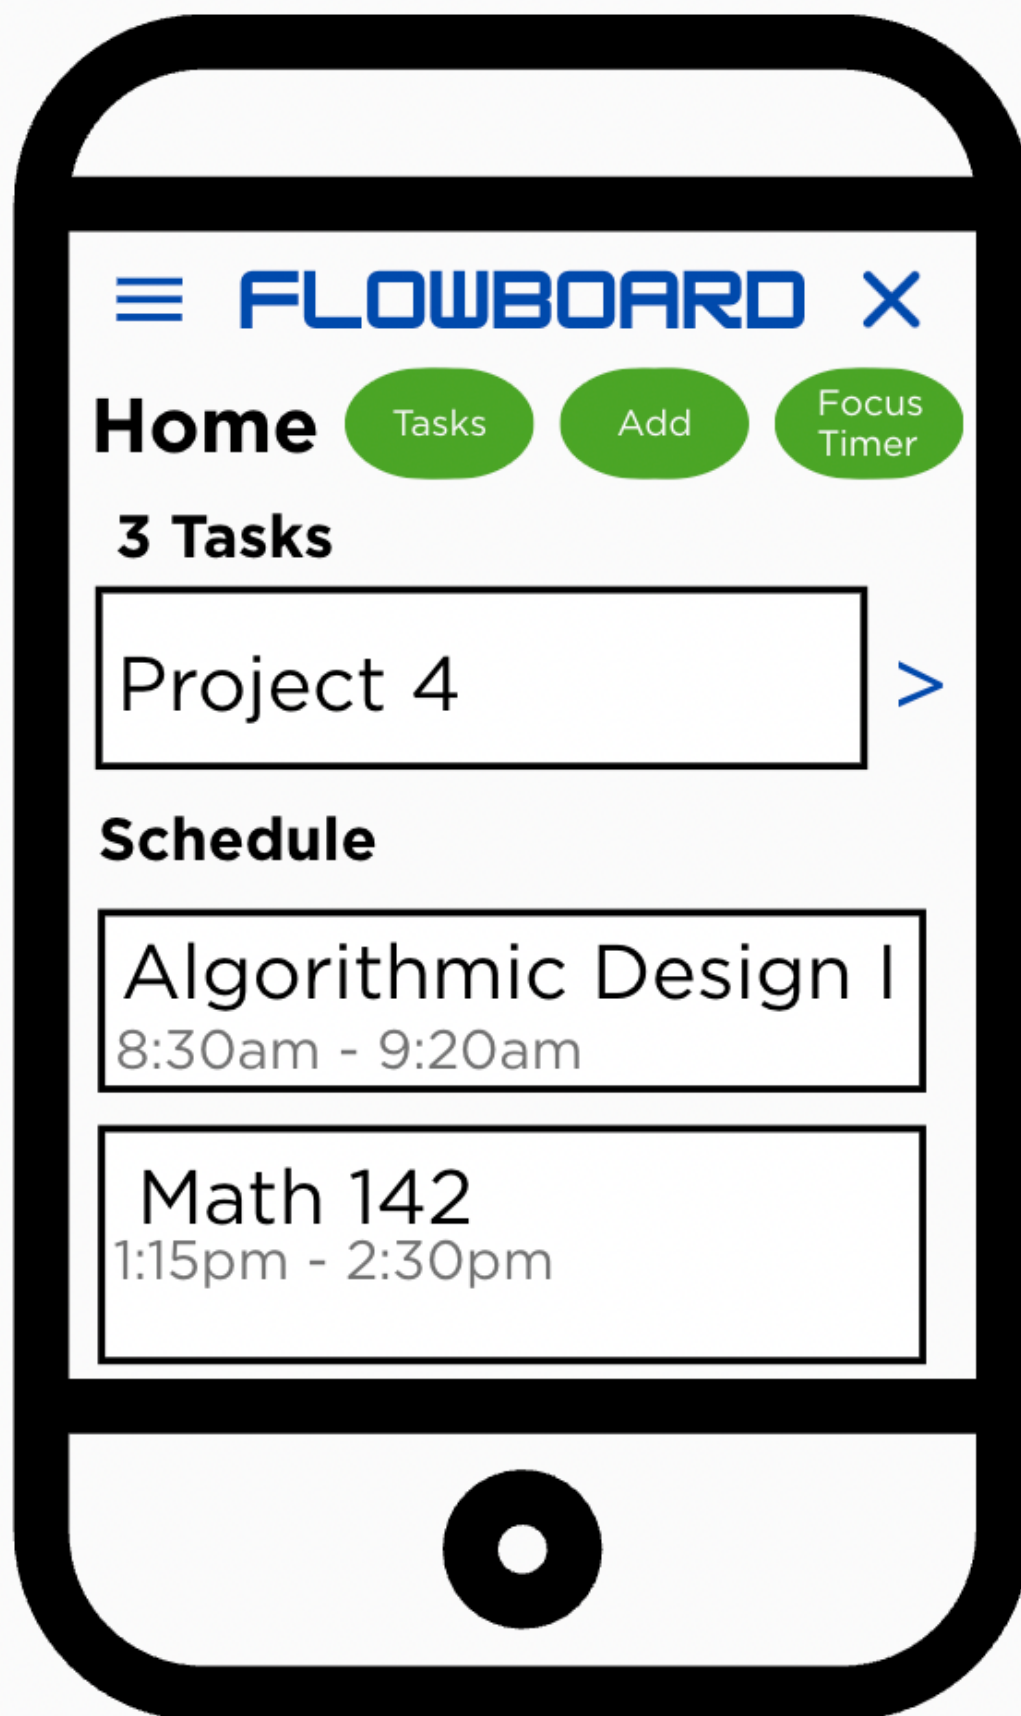 FLOWBOARD
Home Tasks Add Focus Timer
3 Tasks
Project 4 >
Schedule
Algorithmic Design I
8:30am - 9:20am
Math 142
1:15pm - 2:30pm